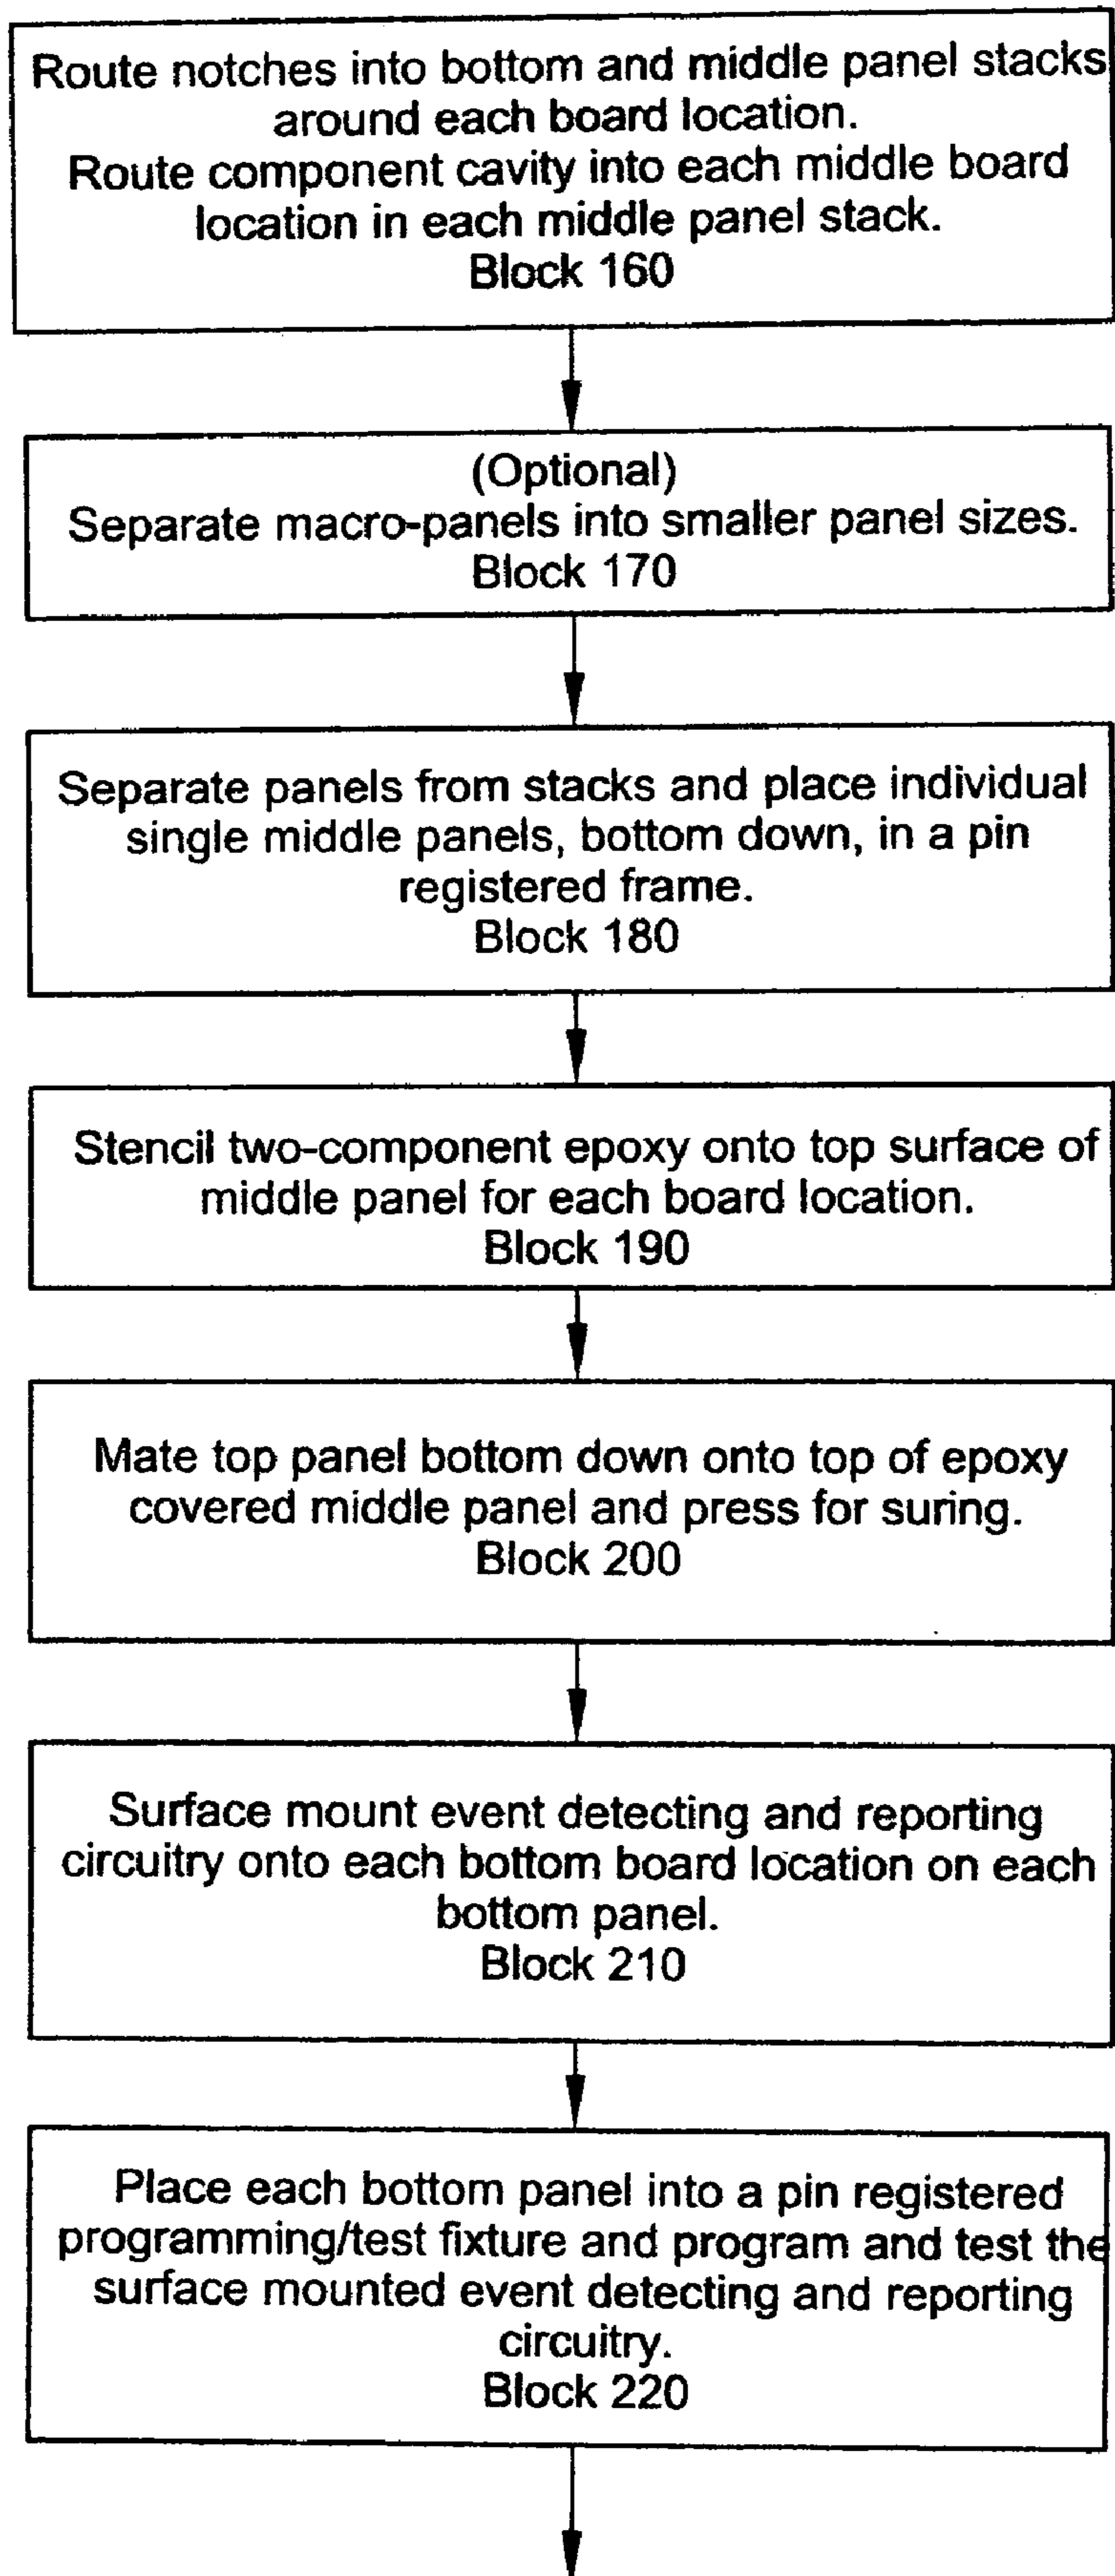 Route notches into bottom and middle panel stacks
around each board location.
Route component cavity into each middle board
location in each middle panel stack.
Block 160
(Optional)
Separate macro-panels into smaller panel sizes.
Block 170
Separate panels from stacks and place individual
single middle panels, bottom down, in a pin
registered frame.
Block 180
Stencil two-component epoxy onto top surface of
middle panel for each board location.
Block 190
Mate top panel bottom down onto top of epoxy
covered middle panel and press for suring.
Block 200
Surface mount event detecting and reporting
circuitry onto each bottom board location on each
bottom panel.
Block 210
Place each bottom panel into a pin registered
programming/test fixture and program and test the
surface mounted event detecting and reporting
circuitry.
Block 220